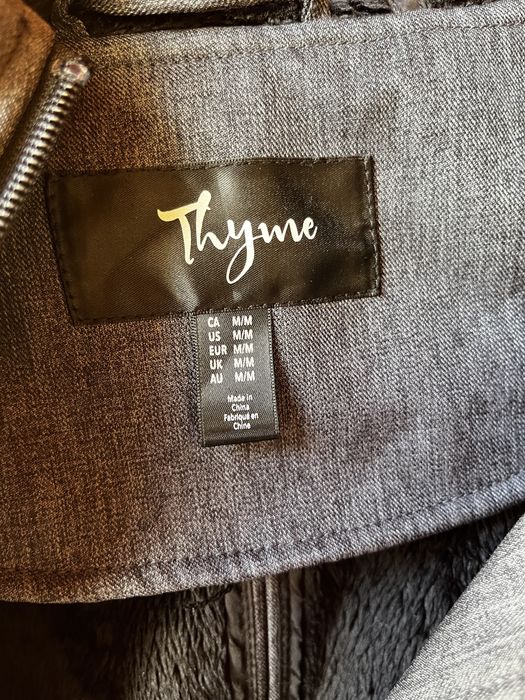 Thyme
CA M/M
US M/M
EUR M/M
UK M/M
AU M/M
Made in
China
Fabriqué en
Chine